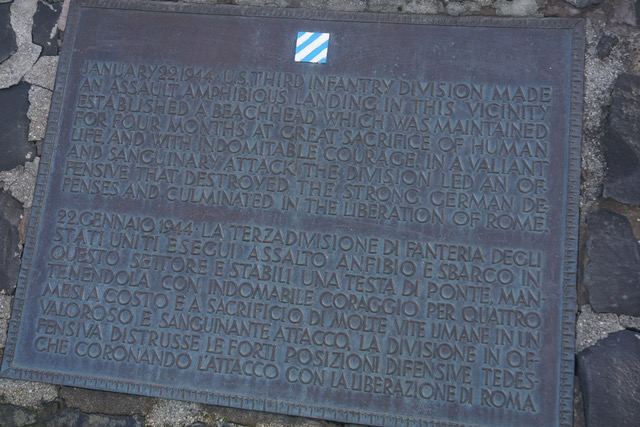 JANUARY 22 1944: U.S. THIRD INFANTRY DIVISION MADE
AN ASSAULT AMPHIBIOUS LANDING IN THIS VICINITY
ESTABLISHED A BEACHHEAD WHICH WAS MAINTAINED
FOR FOUR MONTHS AT GREAT SACRIFICE OF HUMAN
LIFE AND WITH INDOMITABLE COURAGE. IN A VALIANT
AND SANGUINARY ATTACK THE DIVISION LED AN OF-
FENSIVE THAT DESTROYED THE STRONG GERMAN DE-
FENSES AND CULMINATED IN THE LIBERATION OF ROME.
22 GENNAIO 1944: LA TERZA DIVISIONE DI FANTERIA DEGLI
STATI UNITI ESEGUI ASSALTO ANFIBIO E SBARCO IN
QUESTO SETTORE E STABILI UNA TESTA DI PONTE, MAN-
TENENDOLA CON INDOMABILE CORAGGIO PER QUATTRO
MESI A COSTO E A SACRIFICIO DI MOLTE VITE UMANE IN UN
VALOROSO E SANGUINANTE ATTACCO, LA DIVISIONE IN OF-
FENSIVA DISTRUSSE LE FORTI POSIZIONI DIFENSIVE TEDES-
CHE CORONANDO L'ATTACCO CON LA LIBERAZIONE DI ROMA